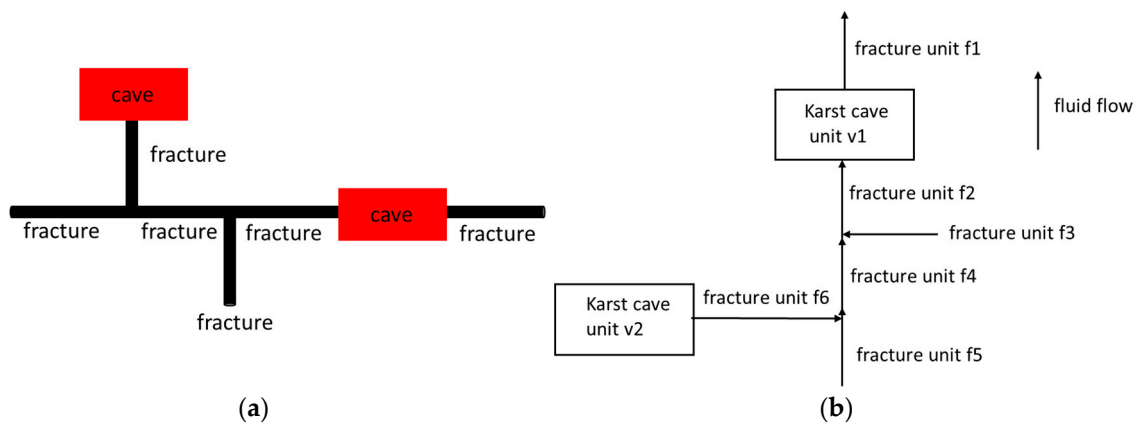 cave
fracture
cave
fracture
fracture
fracture
fracture
fracture
(a)
fracture unit f1
Karst cave
unit v1
fluid flow
fracture unit f2
fracture unit f3
fracture unit f4
Karst cave
unit v2
fracture unit f6
fracture unit f5
(b)